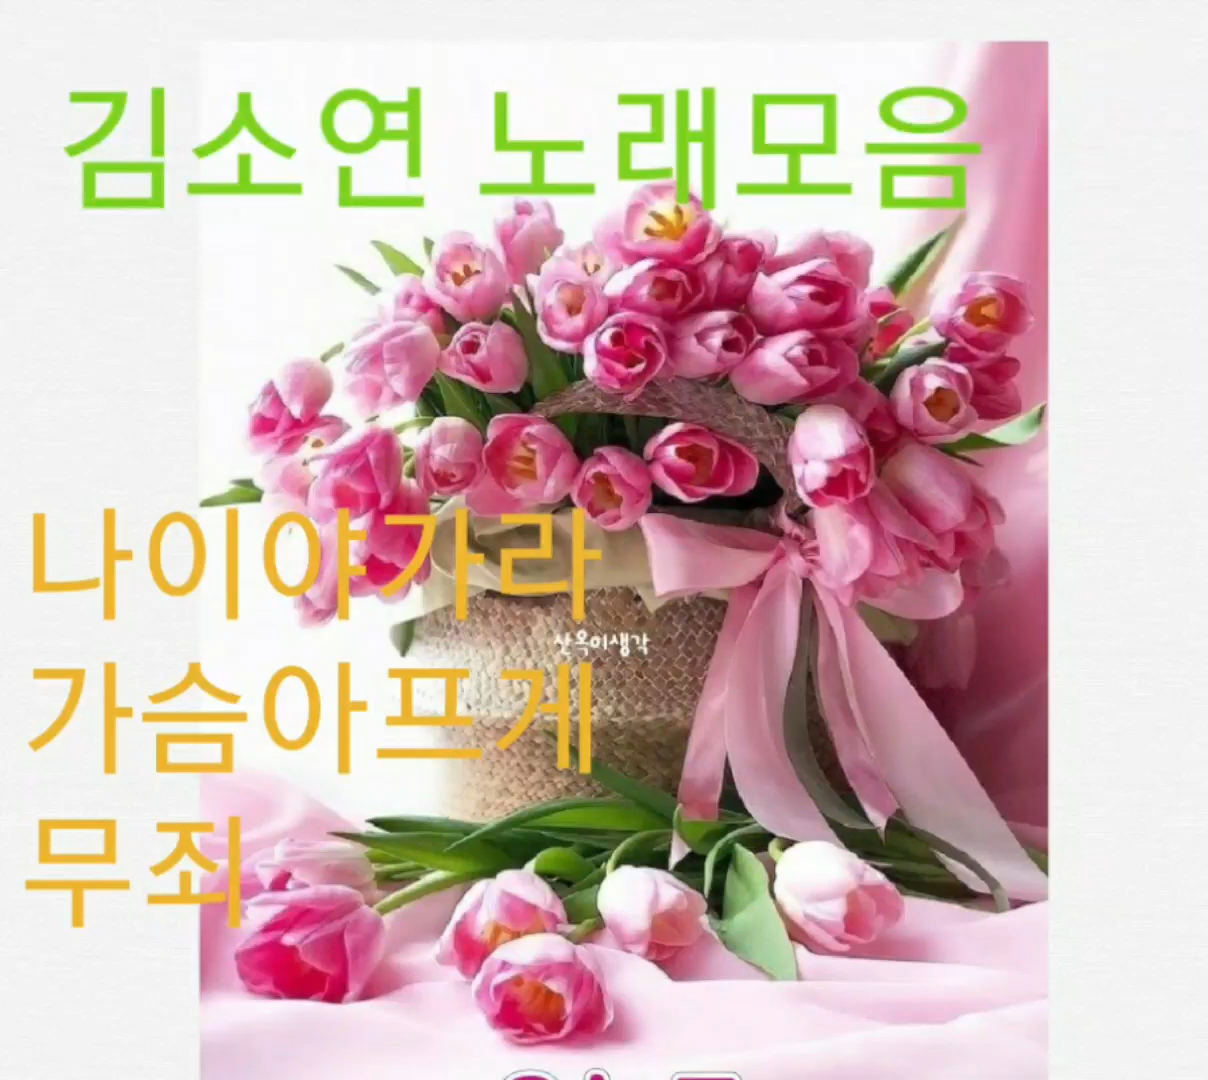 김소연 노래모음
나이야가라
산옥이생각
가슴아프게
무죄